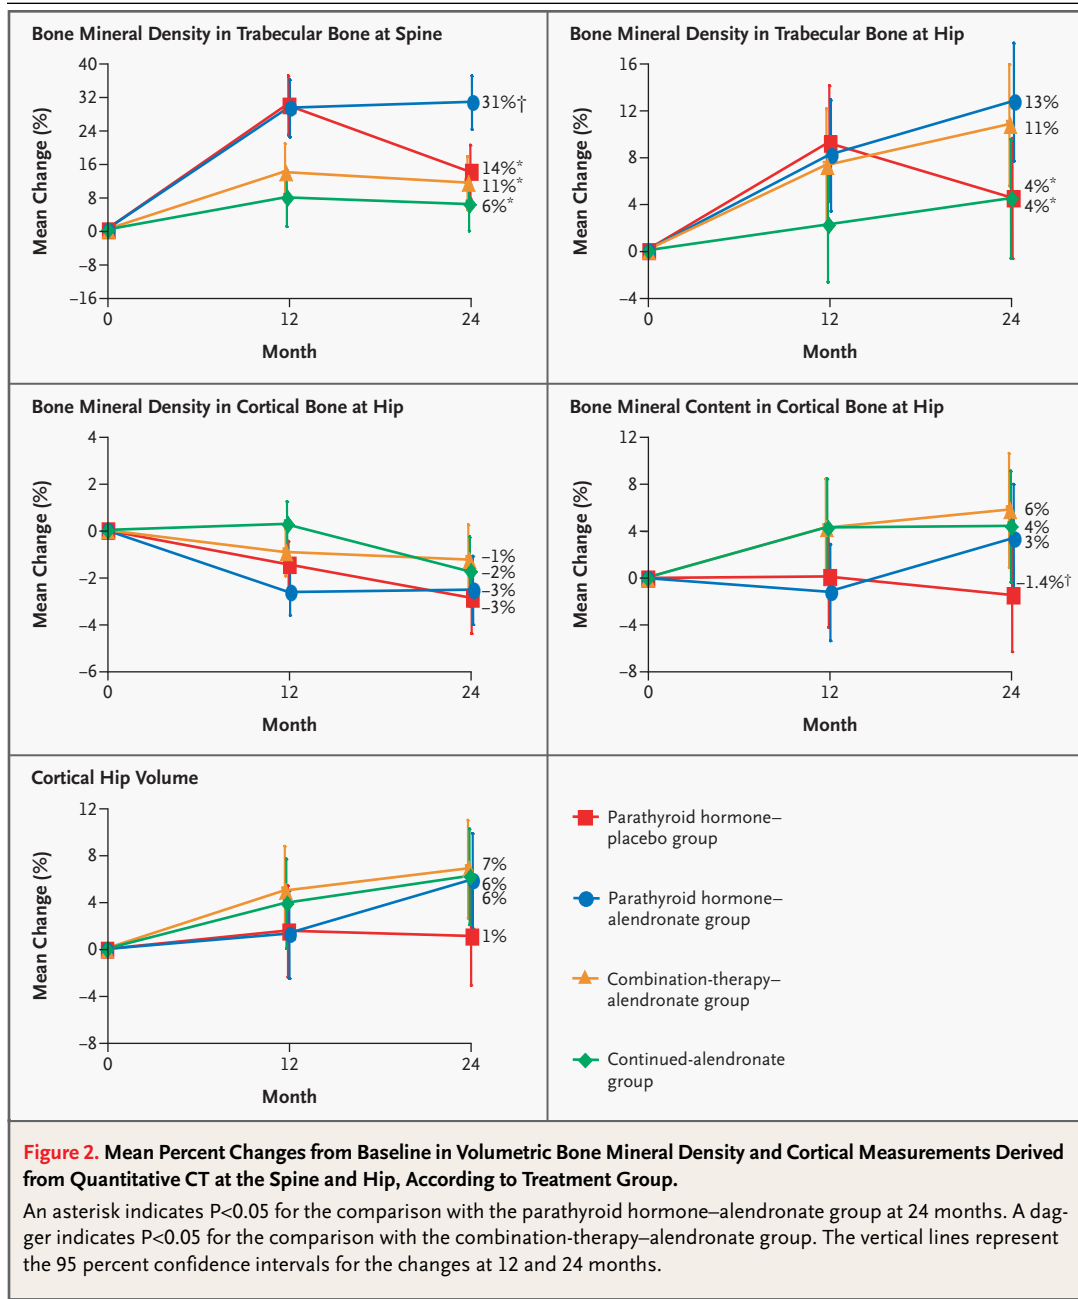 Bone Mineral Density in Trabecular Bone at Spine
Mean Change (%)
40
32
24
16
8
0
–8
–16
31%†
14%*
11%*
6%*
0
12
24
Month
Bone Mineral Density in Trabecular Bone at Hip
Mean Change (%)
16
12
8
4
0
–4
13%
11%
4%*
4%*
0
12
24
Month
Bone Mineral Density in Cortical Bone at Hip
Mean Change (%)
4
2
0
–2
–4
–6
–1%
–2%
–3%
–3%
0
12
24
Month
Bone Mineral Content in Cortical Bone at Hip
Mean Change (%)
12
8
4
0
–4
–8
6%
4%
3%
–1.4%†
0
12
24
Month
Cortical Hip Volume
Mean Change (%)
12
8
4
0
–4
–8
7%
6%
6%
1%
0
12
24
Month
Parathyroid hormone–
placebo group
Parathyroid hormone–
alendronate group
Combination-therapy–
alendronate group
Continued-alendronate
group
Figure 2. Mean Percent Changes from Baseline in Volumetric Bone Mineral Density and Cortical Measurements Derived
from Quantitative CT at the Spine and Hip, According to Treatment Group.
An asterisk indicates P<0.05 for the comparison with the parathyroid hormone–alendronate group at 24 months. A dag-
ger indicates P<0.05 for the comparison with the combination-therapy–alendronate group. The vertical lines represent
the 95 percent confidence intervals for the changes at 12 and 24 months.